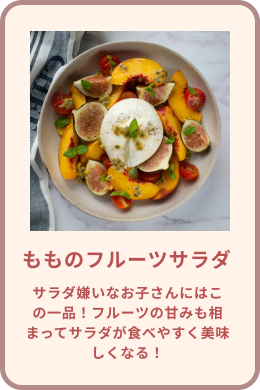 もものフルーツサラダ
サラダ嫌いなお子さんにはこ
の一品！フルーツの甘みも相
まってサラダが食べやすく美味
しくなる！